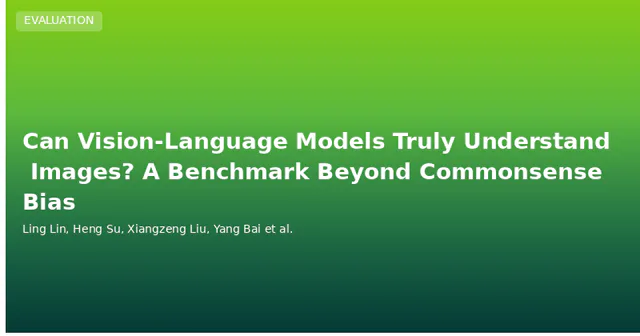 EVALUATION
Can Vision-Language Models Truly Understand
Images? A Benchmark Beyond Commonsense
Bias
Ling Lin, Heng Su, Xiangzeng Liu, Yang Bai et al.